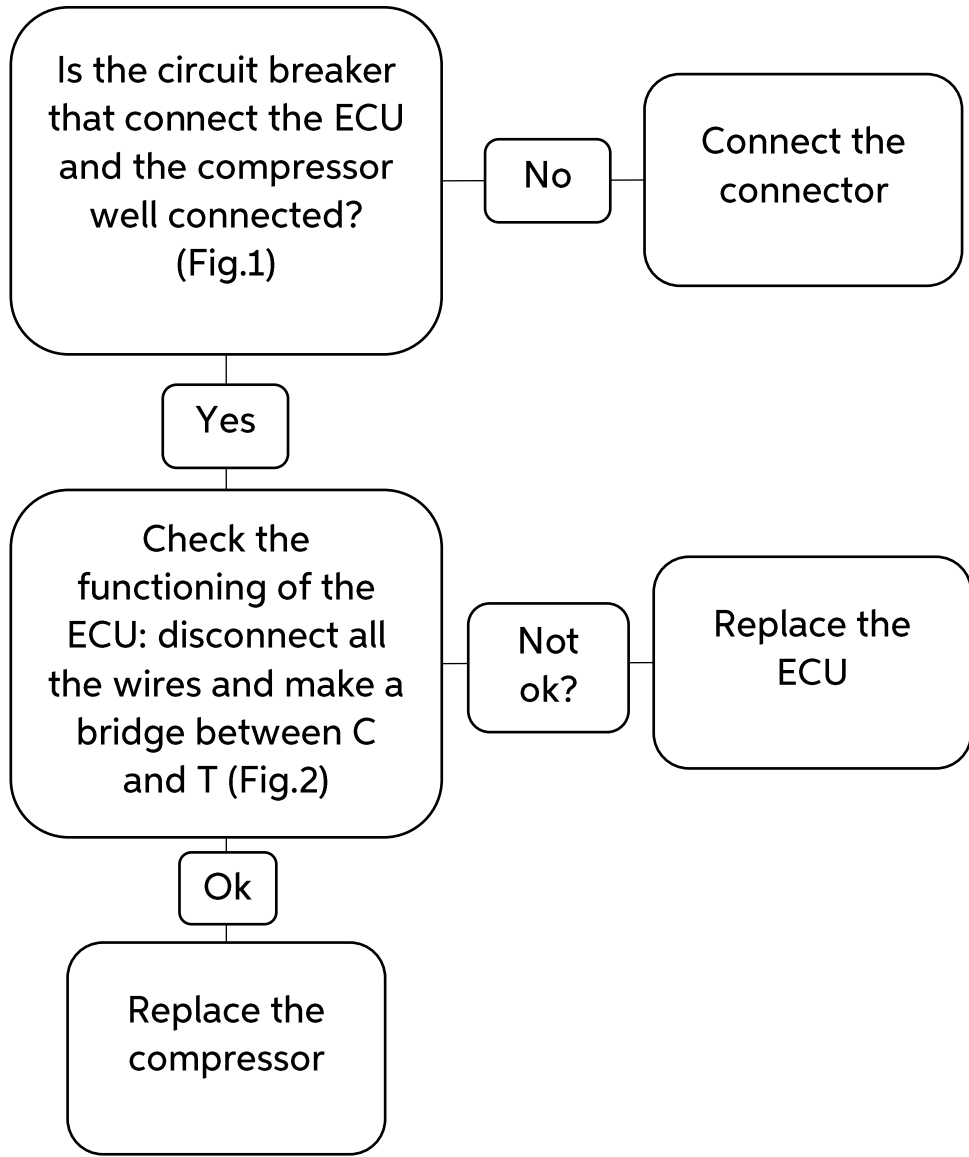 Is the circuit breaker
that connect the ECU
and the compressor
well connected?
(Fig.1)
No
Connect the
connector
Yes
Check the
functioning of the
ECU: disconnect all
the wires and make a
bridge between C
and T (Fig.2)
Not
ok?
Replace the
ECU
Ok
Replace the
compressor